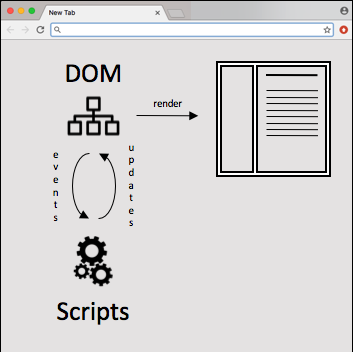 New Tab
DOM
render
events
updates
Scripts